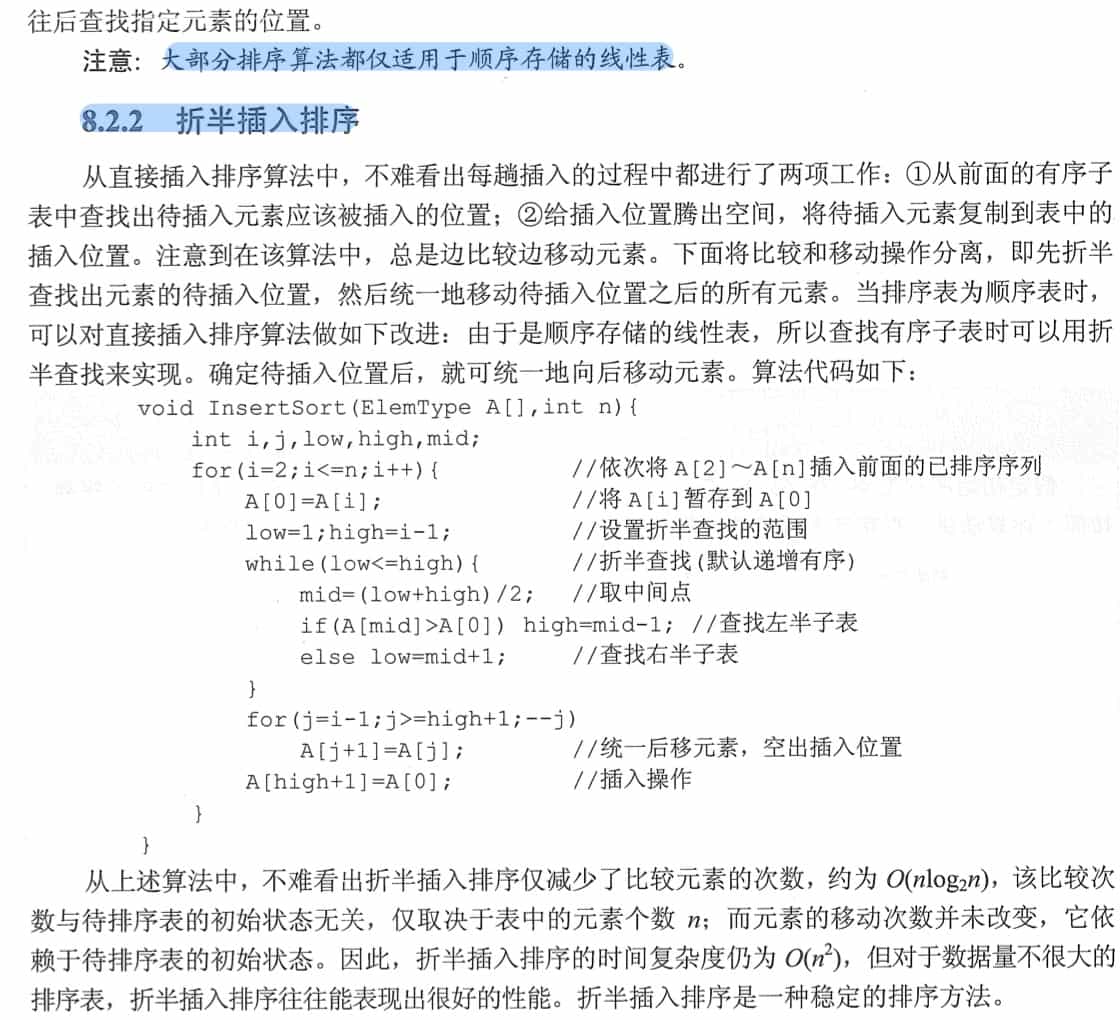 往后查找指定元素的位置。
注意：大部分排序算法都仅适用于顺序存储的线性表。
8.2.2 折半插入排序
从直接插入排序算法中，不难看出每趟插入的过程中都进行了两项工作：①从前面的有序子
表中查找出待插入元素应该被插入的位置；②给插入位置腾出空间，将待插入元素复制到表中的
插入位置。注意到在该算法中，总是边比较边移动元素。下面将比较和移动操作分离，即先折半
查找出元素的待插入位置，然后统一地移动待插入位置之后的所有元素。当排序表为顺序表时，
可以对直接插入排序算法做如下改进：由于是顺序存储的线性表，所以查找有序子表时可以用折
半查找来实现。确定待插入位置后，就可统一地向后移动元素。算法代码如下：
void InsertSort(ElemType A[],int n){
int i,j,low,high,mid;
for(i=2;i<=n;i++){ //依次将A[2]～A[n]插入前面的已排序序列
A[0]=A[i]; //将A[i]暂存到A[0]
low=1;high=i-1; //设置折半查找的范围
while(low<=high){ //折半查找(默认递增有序)
mid=(low+high)/2; //取中间点
if(A[mid]>A[0]) high=mid-1; //查找左半子表
else low=mid+1; //查找右半子表
}
for(j=i-1;j>=high+1;--j)
A[j+1]=A[j]; //统一后移元素，空出插入位置
A[high+1]=A[0]; //插入操作
}
}
从上述算法中，不难看出折半插入排序仅减少了比较元素的次数，约为 O(nlog₂n)，该比较次
数与待排序表的初始状态无关，仅取决于表中的元素个数 n；而元素的移动次数并未改变，它依
赖于待排序表的初始状态。因此，折半插入排序的时间复杂度仍为 O(n²)，但对于数据量不很大的
排序表，折半插入排序往往能表现出很好的性能。折半插入排序是一种稳定的排序方法。